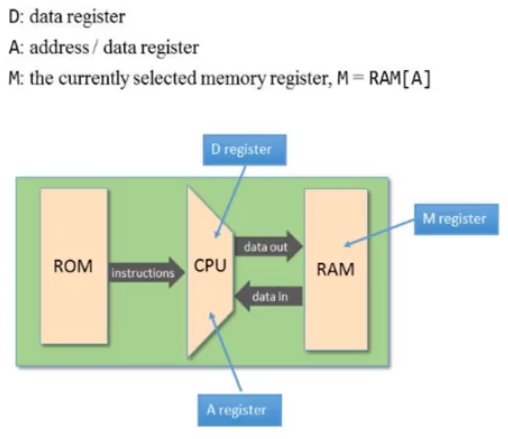 D: data register
A: address / data register
M: the currently selected memory register, M = RAM[A]
D register
M register
ROM
instructions
CPU
data out
data in
RAM
A register